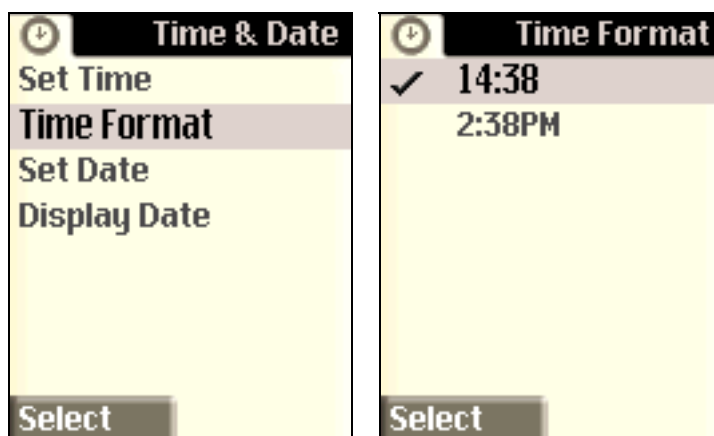 Time & Date
Set Time
Time Format
Set Date
Display Date
Select
Time Format
14:38
2:38PM
Select